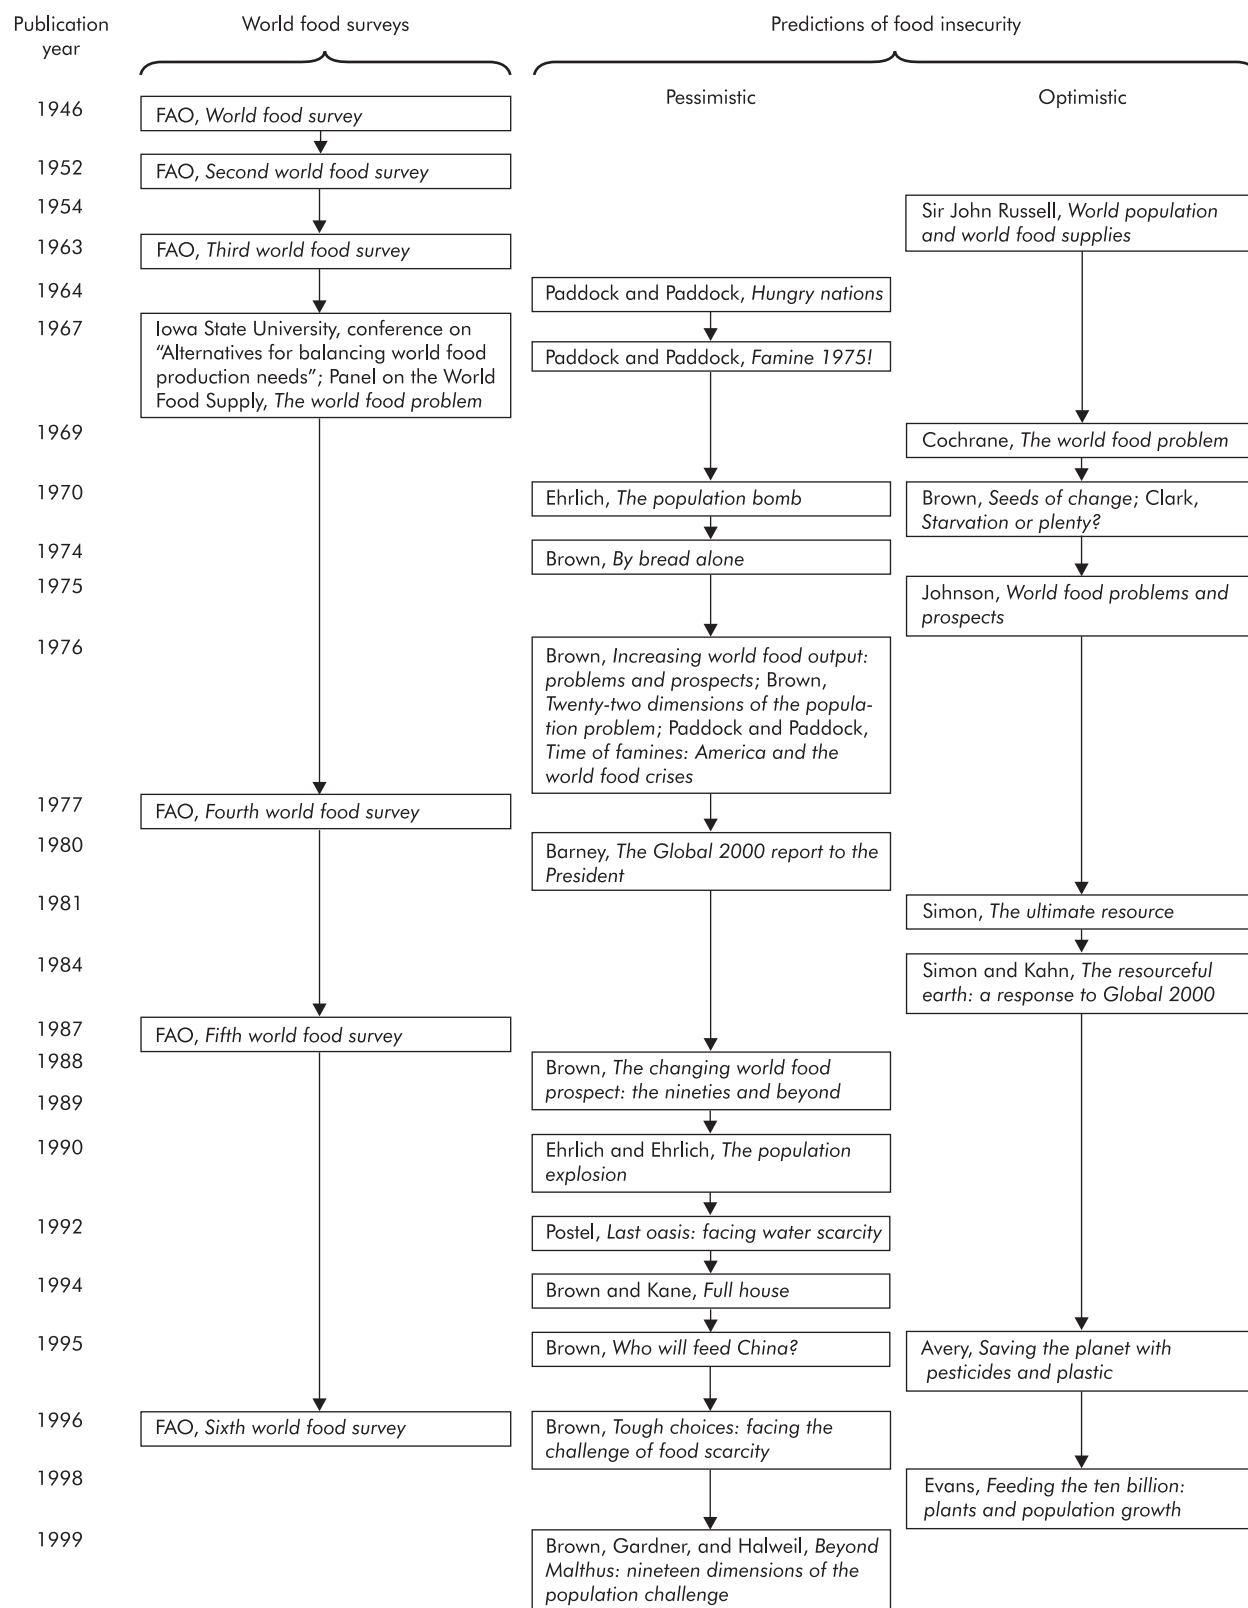 Publication
year
World food surveys
Predictions of food insecurity
Pessimistic
Optimistic
1946
FAO, World food survey
1952
FAO, Second world food survey
1954
Sir John Russell, World population
and world food supplies
1963
FAO, Third world food survey
1964
Paddock and Paddock, Hungry nations
1967
Iowa State University, conference on
“Alternatives for balancing world food
production needs”; Panel on the World
Food Supply, The world food problem
Paddock and Paddock, Famine 1975!
1969
Cochrane, The world food problem
1970
Ehrlich, The population bomb
Brown, Seeds of change; Clark,
Starvation or plenty?
1974
Brown, By bread alone
1975
Johnson, World food problems and
prospects
1976
Brown, Increasing world food output:
problems and prospects; Brown,
Twenty-two dimensions of the popula-
tion problem; Paddock and Paddock,
Time of famines: America and the
world food crises
1977
FAO, Fourth world food survey
1980
Barney, The Global 2000 report to the
President
1981
Simon, The ultimate resource
1984
Simon and Kahn, The resourceful
earth: a response to Global 2000
1987
FAO, Fifth world food survey
1988
Brown, The changing world food
prospect: the nineties and beyond
1989
1990
Ehrlich and Ehrlich, The population
explosion
1992
Postel, Last oasis: facing water scarcity
1994
Brown and Kane, Full house
1995
Brown, Who will feed China?
Avery, Saving the planet with
pesticides and plastic
1996
FAO, Sixth world food survey
Brown, Tough choices: facing the
challenge of food scarcity
1998
Evans, Feeding the ten billion:
plants and population growth
1999
Brown, Gardner, and Halweil, Beyond
Malthus: nineteen dimensions of the
population challenge